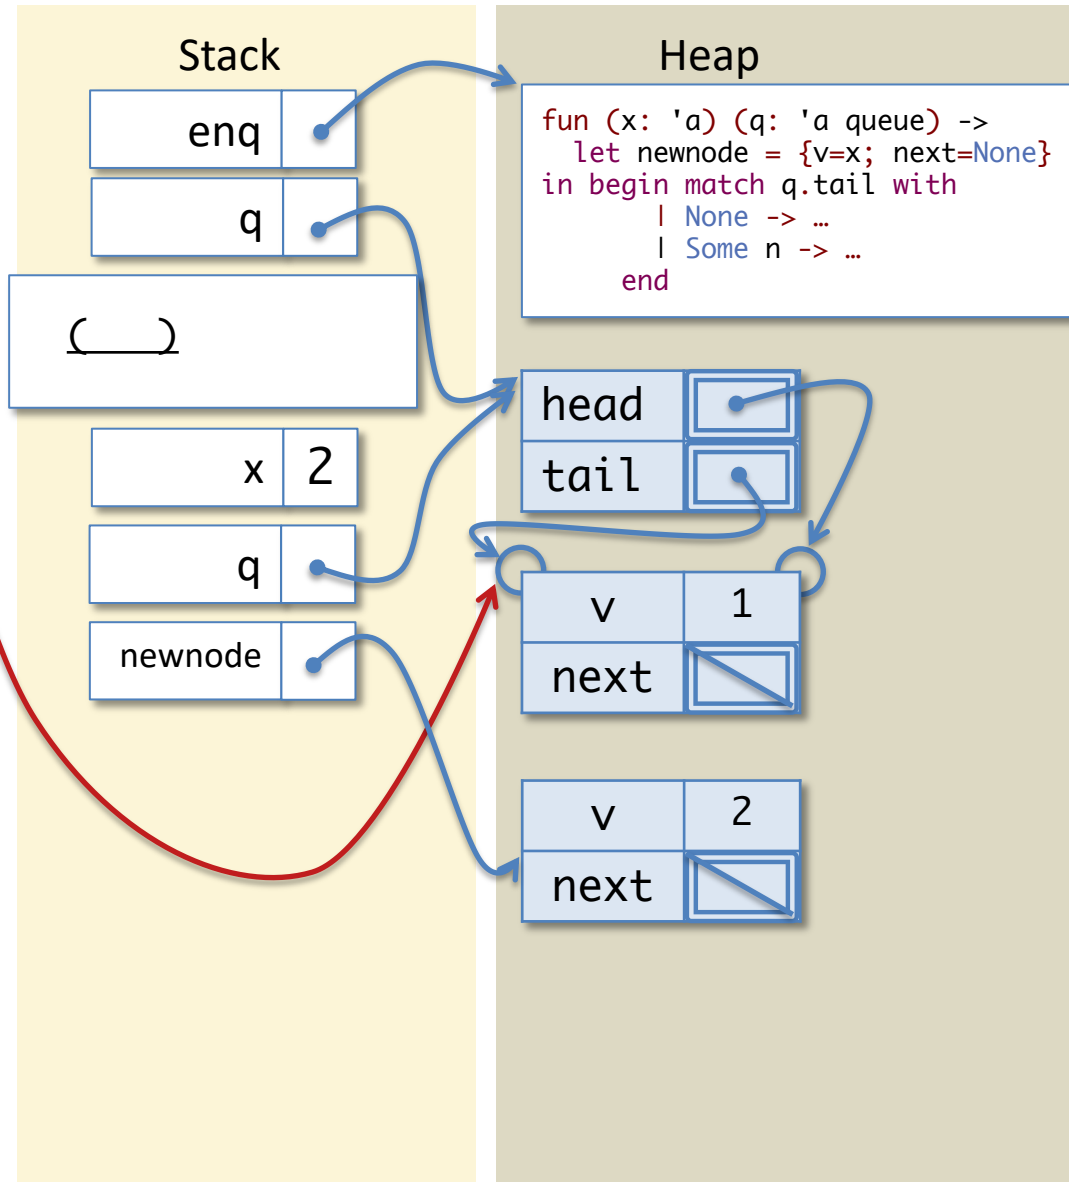 Stack
enq
q
(___)
x 2
q
newnode
Heap
fun (x: 'a) (q: 'a queue) ->
let newnode = {v=x; next=None}
in begin match q.tail with
| None -> …
| Some n -> …
end
head
tail
v 1
next
v 2
next